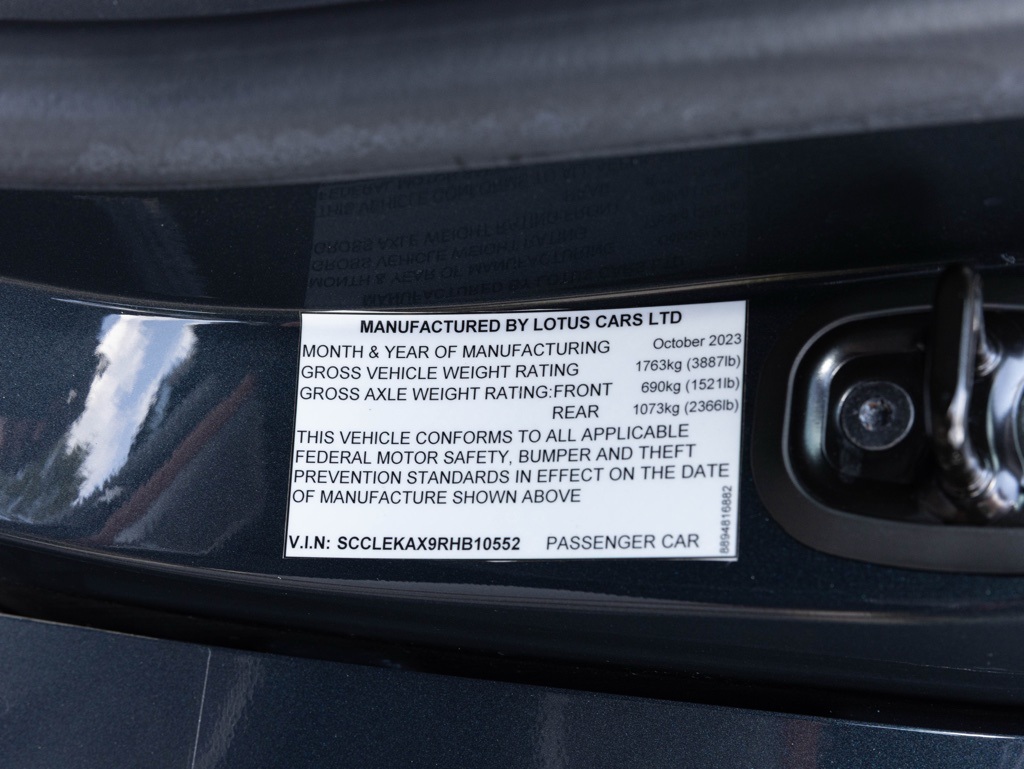 MANUFACTURED BY LOTUS CARS LTD
MONTH & YEAR OF MANUFACTURING October 2023
GROSS VEHICLE WEIGHT RATING 1763kg (3887lb)
GROSS AXLE WEIGHT RATING: FRONT 690kg (1521lb)
REAR 1073kg (2366lb)
THIS VEHICLE CONFORMS TO ALL APPLICABLE
FEDERAL MOTOR SAFETY, BUMPER AND THEFT
PREVENTION STANDARDS IN EFFECT ON THE DATE
OF MANUFACTURE SHOWN ABOVE
V.I.N: SCCLEKAX9RHB10552 PASSENGER CAR
8894816882